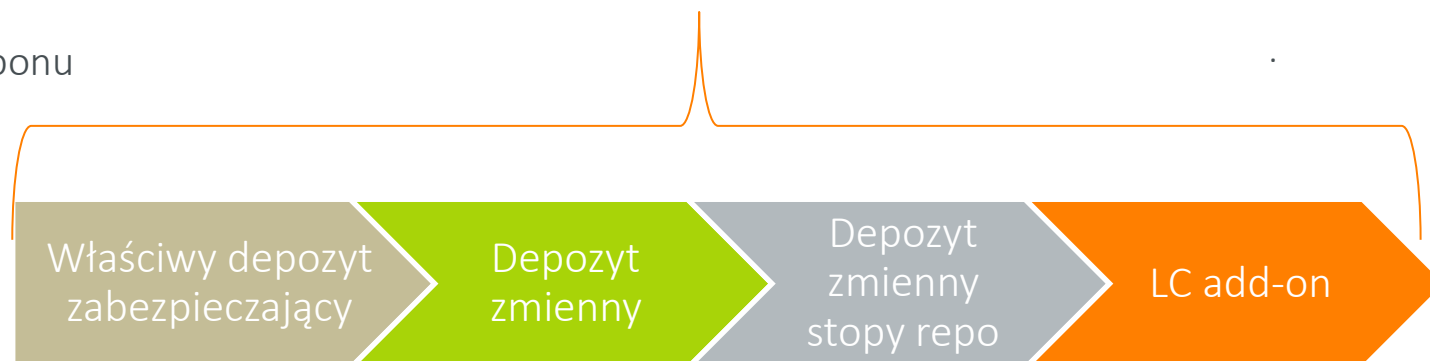 ponu
.
Właściwy depozyt
zabezpieczający
Depozyt
zmienny
Depozyt
zmienny
stopy repo
LC add-on